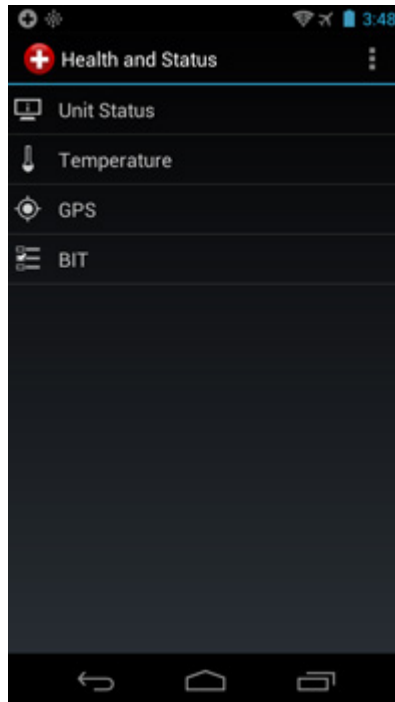 3:48
Health and Status
Unit Status
Temperature
GPS
BIT